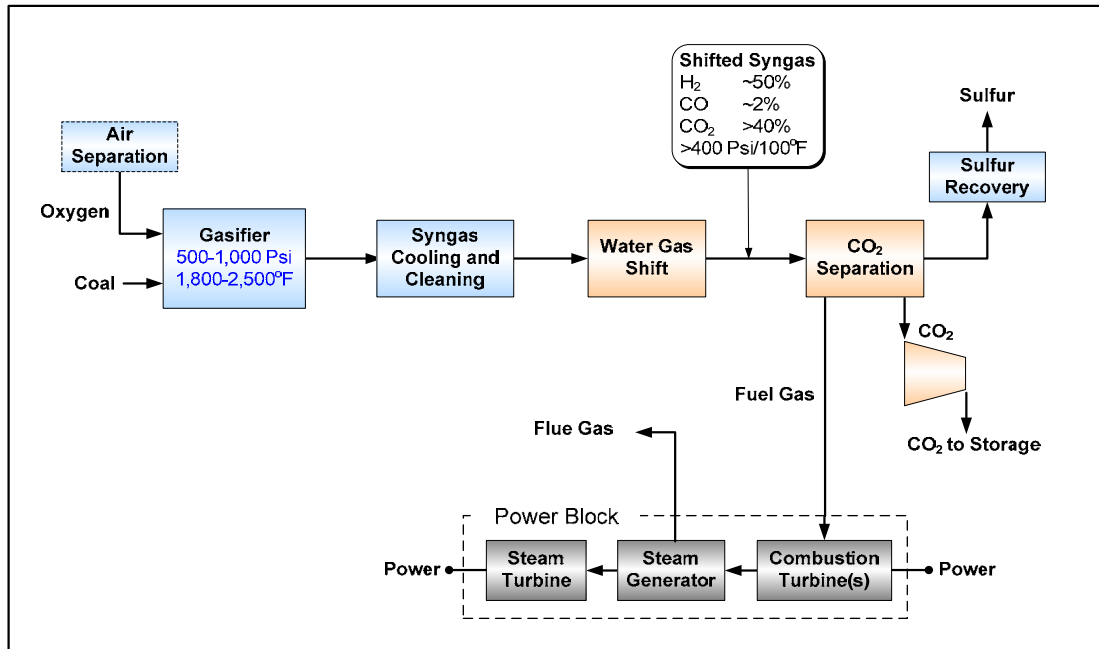 Shifted Syngas
H₂ ~50%
CO ~2%
CO₂ >40%
>400 Psi/100°F
Sulfur
Air
Separation
Sulfur
Recovery
Oxygen
Gasifier
500-1,000 Psi
1,800-2,500°F
Coal
Syngas
Cooling and
Cleaning
Water Gas
Shift
CO₂
Separation
CO₂
Fuel Gas
Flue Gas
CO₂ to Storage
Power Block
Power
Steam
Turbine
Steam
Generator
Combustion
Turbine(s)
Power